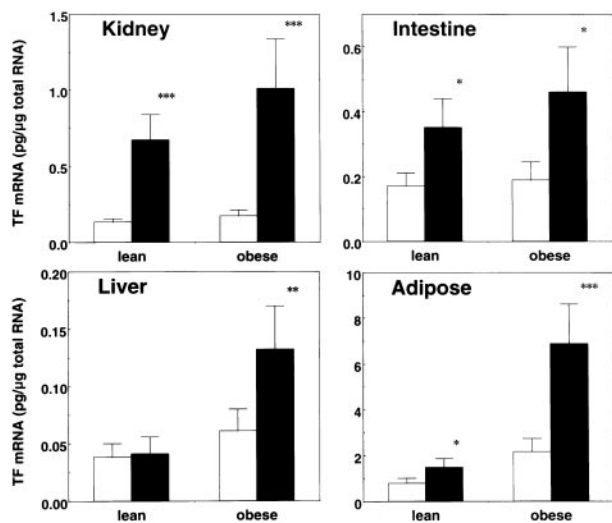 Kidney
***
***
1.5
1.0
0.5
0.0
TF mRNA (pg/μg total RNA)
lean
obese
Intestine
*
*
0.6
0.4
0.2
0.0
lean
obese
Liver
**
0.20
0.15
0.10
0.05
0.00
TF mRNA (pg/μg total RNA)
lean
obese
Adipose
*
***
10
8
6
4
2
0
lean
obese